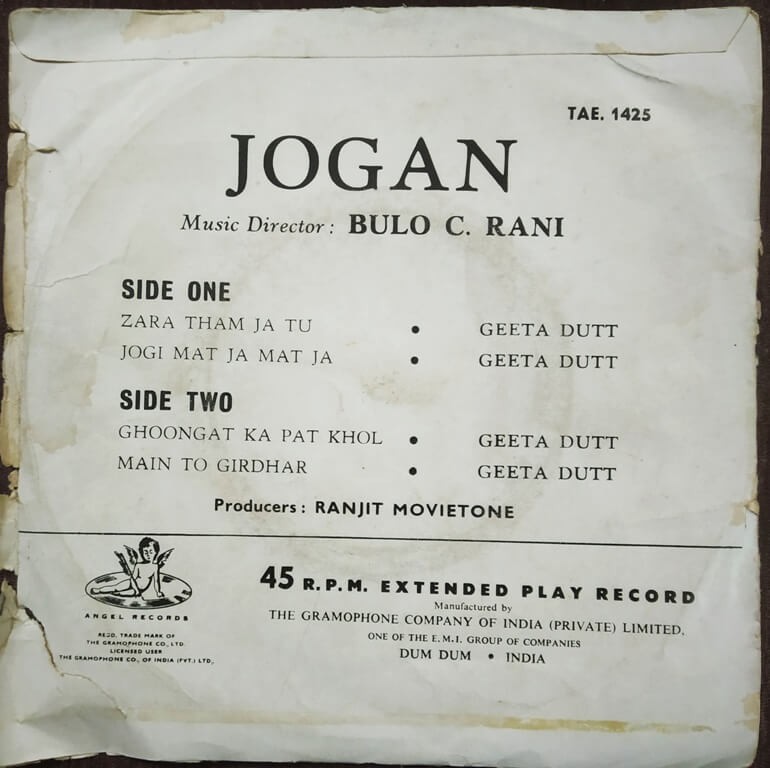 TAE. 1425
JOGAN
Music Director : BULO C. RANI
SIDE ONE
ZARA THAM JA TU • GEETA DUTT
JOGI MAT JA MAT JA • GEETA DUTT
SIDE TWO
GHOONGAT KA PAT KHOL • GEETA DUTT
MAIN TO GIRDHAR • GEETA DUTT
Producers : RANJIT MOVIETONE
ANGEL RECORDS
REGD. TRADE MARK OF
THE GRAMOPHONE CO., LTD.
LICENSED USER
THE GRAMOPHONE CO., OF INDIA (PVT.) LTD.,
45 R.P.M. EXTENDED PLAY RECORD
Manufactured by
THE GRAMOPHONE COMPANY OF INDIA (PRIVATE) LIMITED.
ONE OF THE E.M.I. GROUP OF COMPANIES
DUM DUM • INDIA